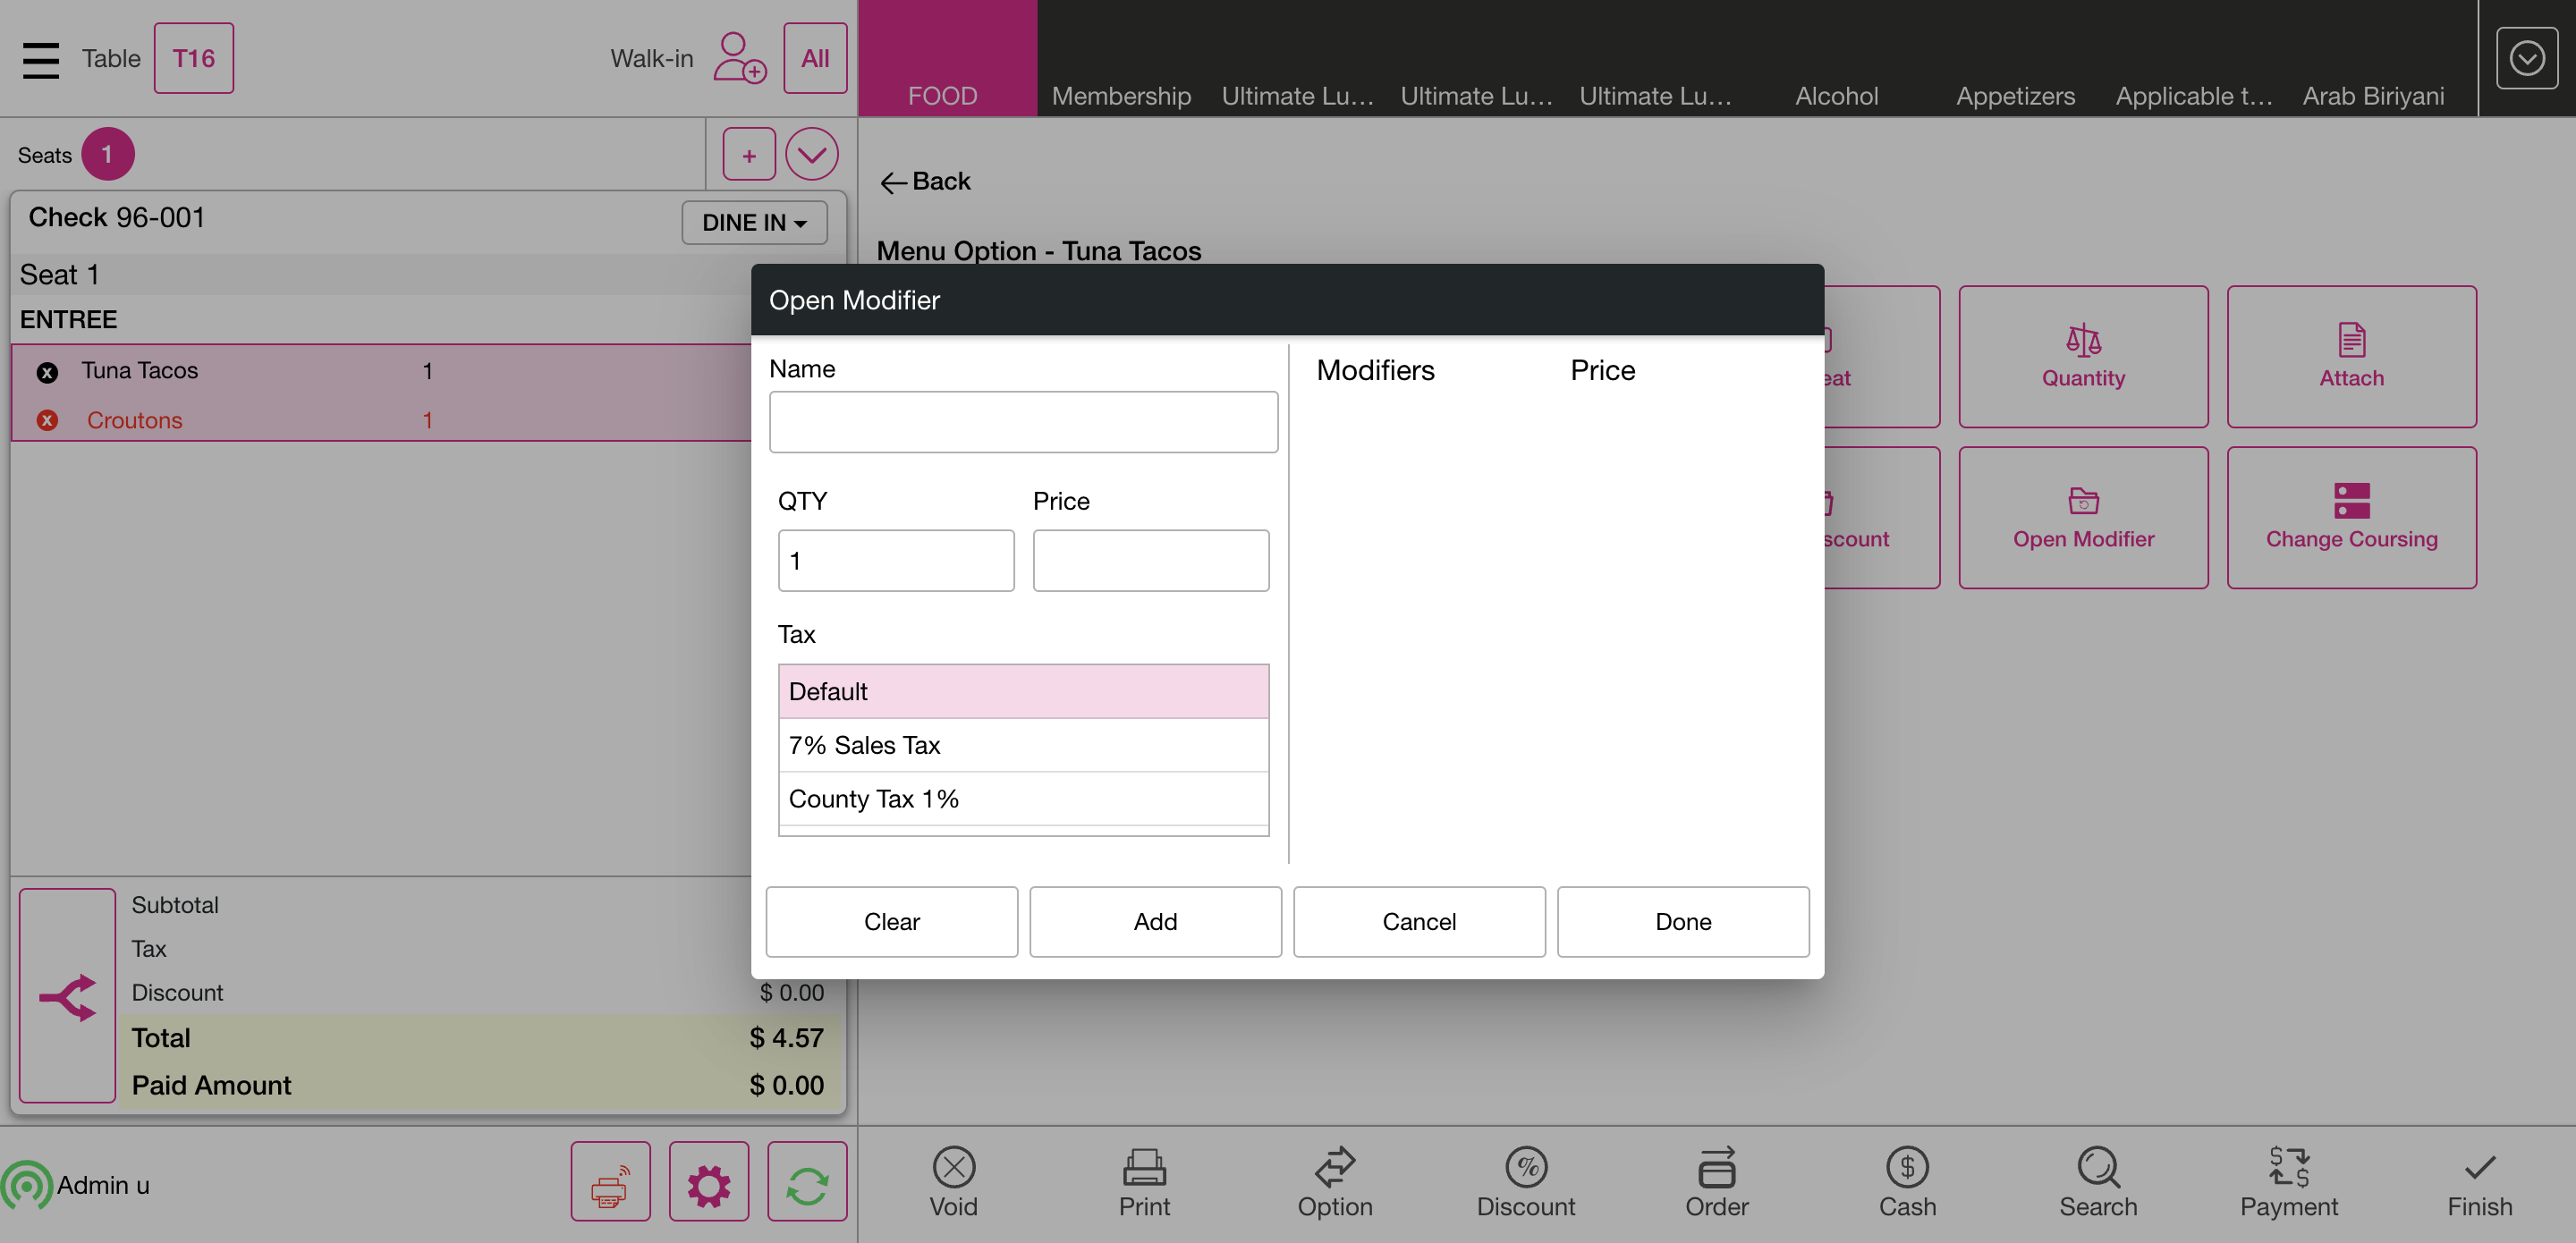 Table T16 Walk-in All
FOOD Membership Ultimate Lu... Ultimate Lu... Ultimate Lu... Alcohol Appetizers Applicable t... Arab Biriyani
Seats 1 +
Check 96-001 DINE IN
Seat 1
ENTREE
Tuna Tacos 1
Croutons 1
Subtotal
Tax
Discount $ 0.00
Total $ 4.57
Paid Amount $ 0.00
Admin u
Back
Menu Option - Tuna Tacos
Quantity
Attach
Open Modifier
Change Coursing
Open Modifier
Name
QTY Price
1
Tax
Default
7% Sales Tax
County Tax 1%
Modifiers Price
Clear Add Cancel Done
Void Print Option Discount Order Cash Search Payment Finish